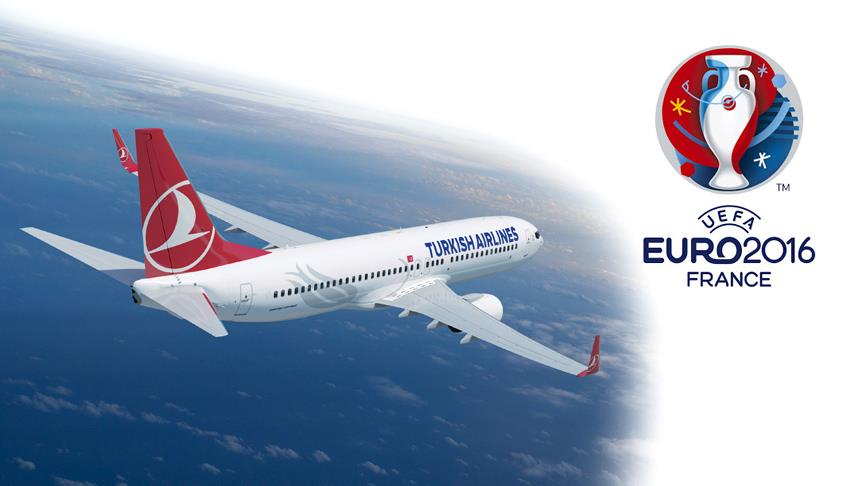 TURKISH AIRLINES
TM
UEFA
EURO2016
FRANCE